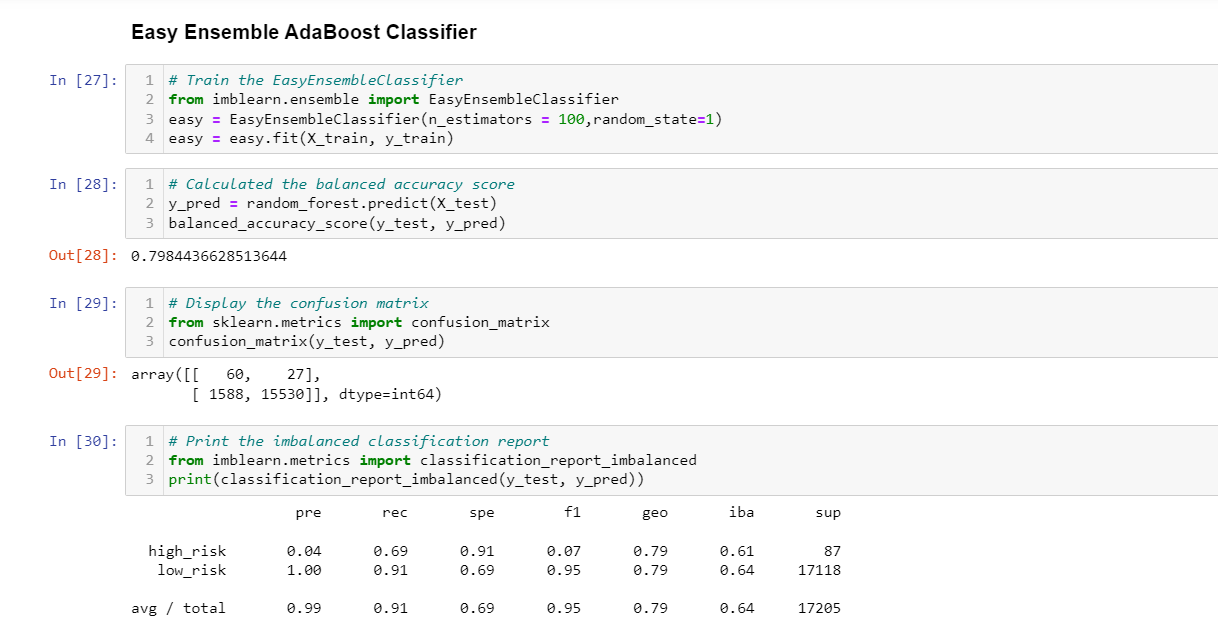 Easy Ensemble AdaBoost Classifier
In [27]: 1 # Train the EasyEnsembleClassifier
2 from imblearn.ensemble import EasyEnsembleClassifier
3 easy = EasyEnsembleClassifier(n_estimators = 100,random_state=1)
4 easy = easy.fit(X_train, y_train)
In [28]: 1 # Calculated the balanced accuracy score
2 y_pred = random_forest.predict(X_test)
3 balanced_accuracy_score(y_test, y_pred)
Out[28]: 0.7984436628513644
In [29]: 1 # Display the confusion matrix
2 from sklearn.metrics import confusion_matrix
3 confusion_matrix(y_test, y_pred)
Out[29]: array([[   60,    27],
       [ 1588, 15530]], dtype=int64)
In [30]: 1 # Print the imbalanced classification report
2 from imblearn.metrics import classification_report_imbalanced
3 print(classification_report_imbalanced(y_test, y_pred))
pre rec spe f1 geo iba sup
high_risk 0.04 0.69 0.91 0.07 0.79 0.61 87
low_risk 1.00 0.91 0.69 0.95 0.79 0.64 17118
avg / total 0.99 0.91 0.69 0.95 0.79 0.64 17205